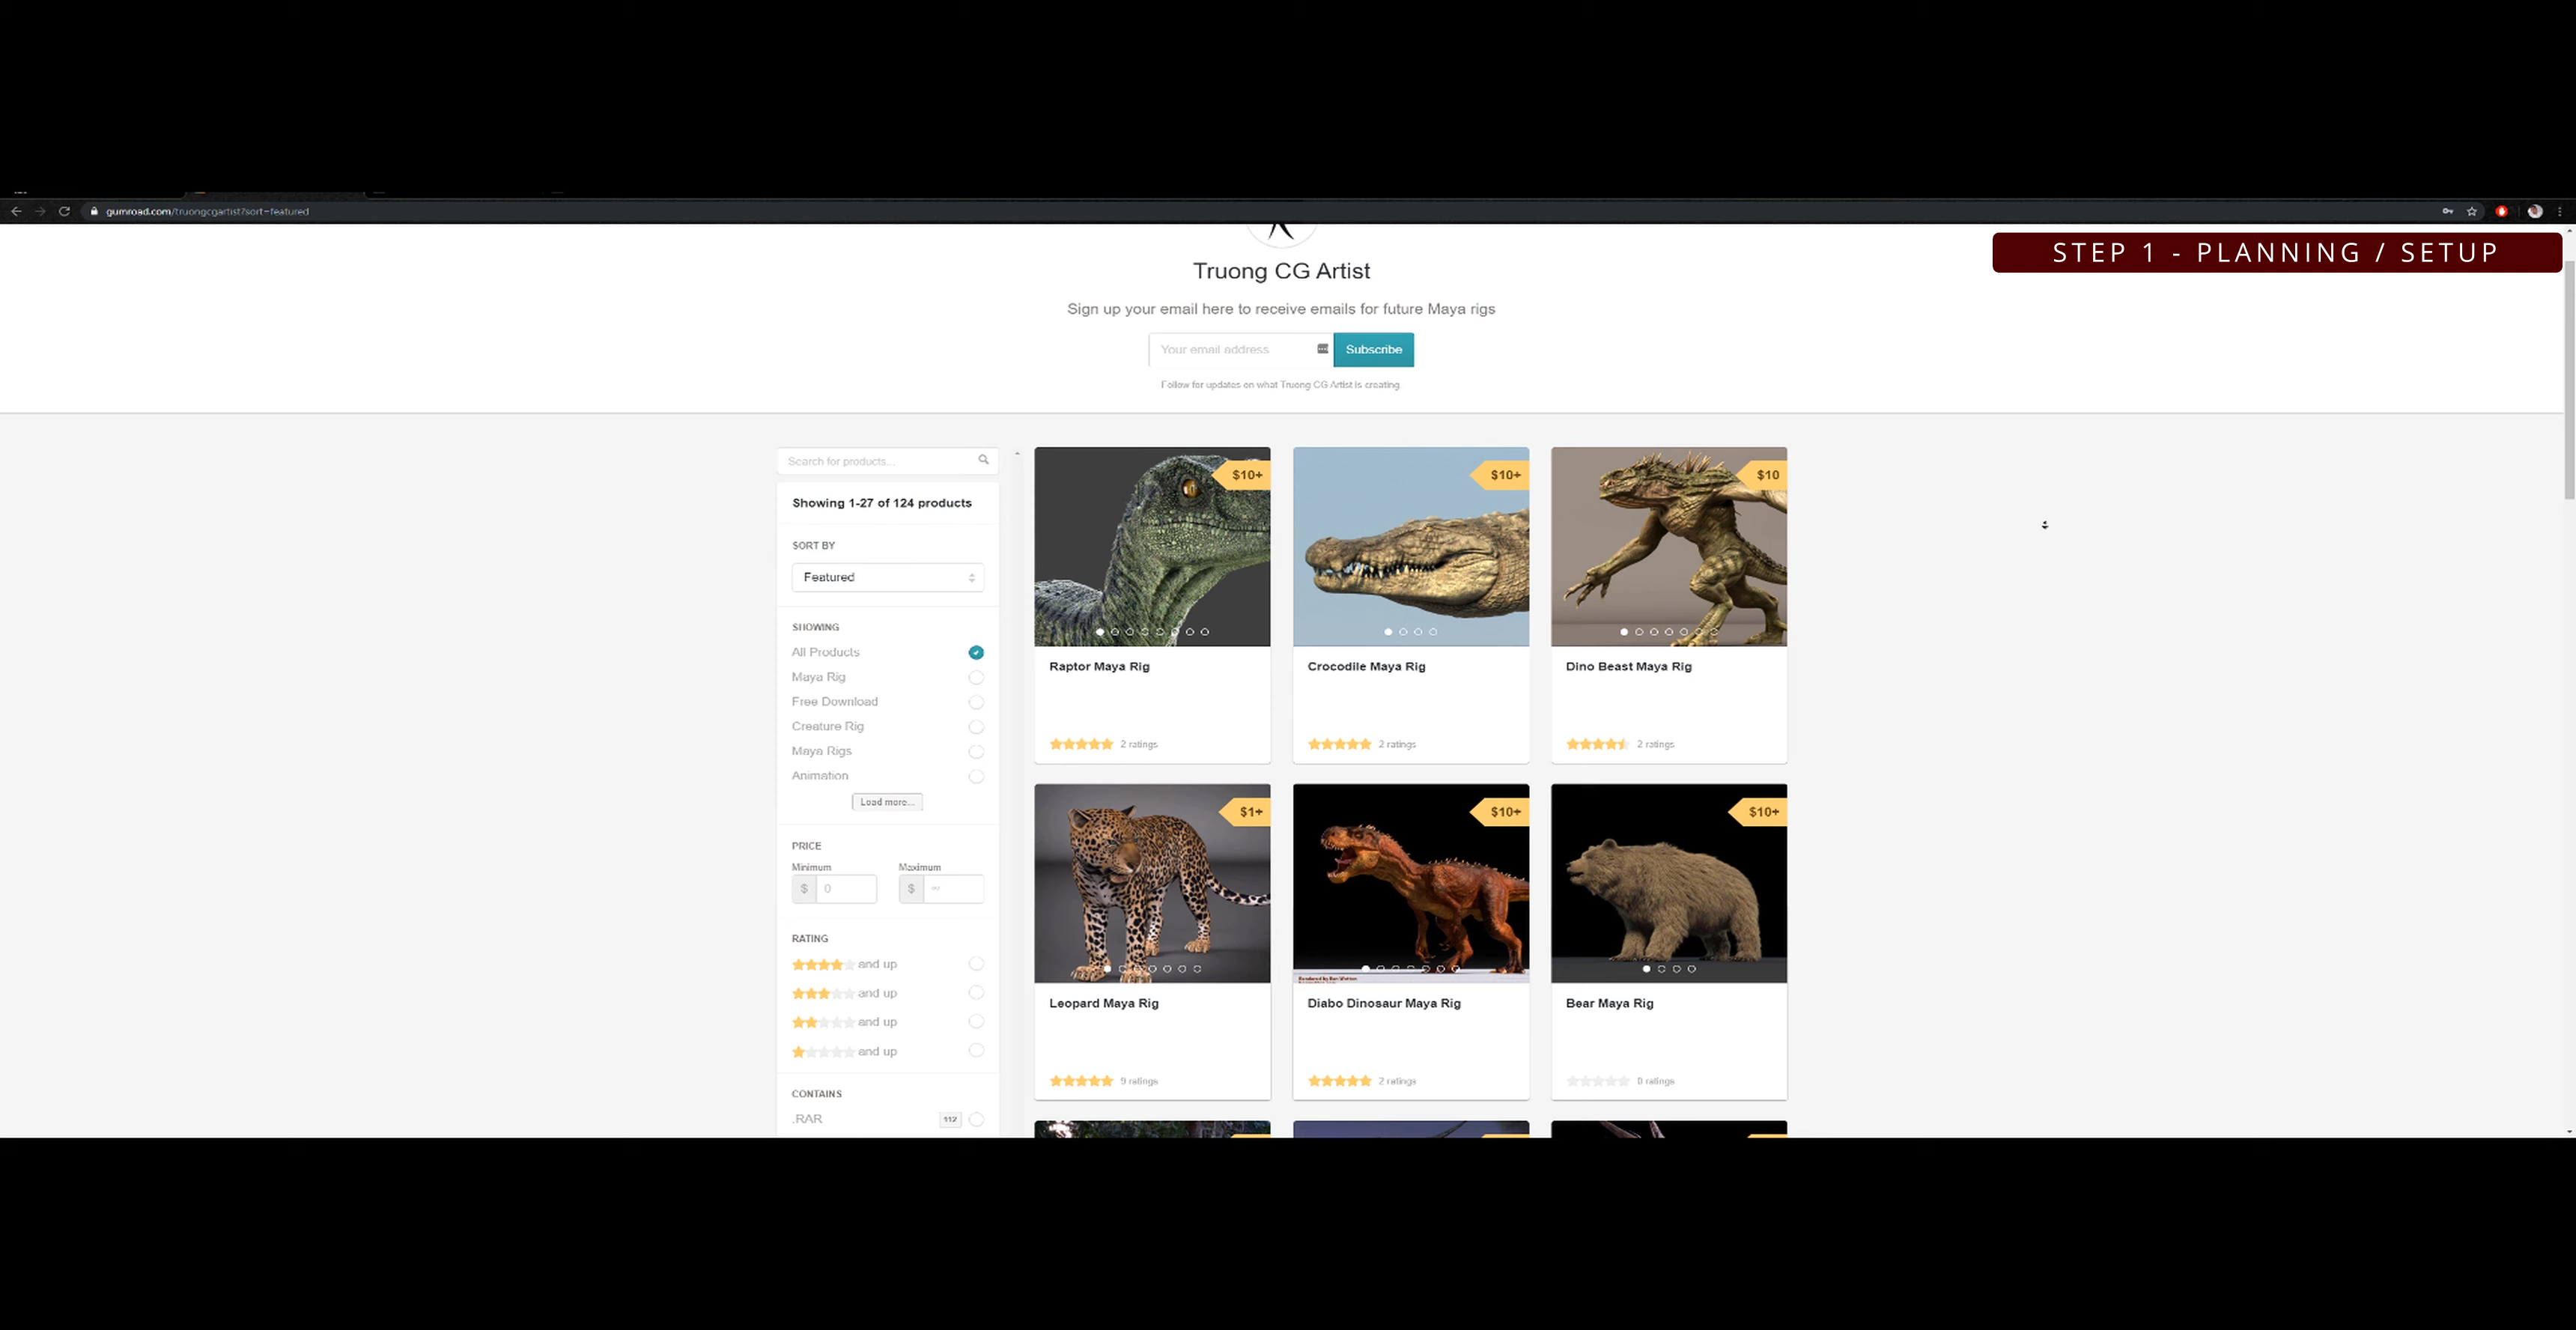 gumroad.com/truongcgartist?sort=featured
STEP 1 - PLANNING / SETUP
Truong CG Artist
Sign up your email here to receive emails for future Maya rigs
Your email address
Subscribe
Follow for updates on what Truong CG Artist is creating.
Search for products...
Showing 1-27 of 124 products
SORT BY
Featured
SHOWING
All Products
Maya Rig
Free Download
Creature Rig
Maya Rigs
Animation
Load more...
PRICE
Minimum
Maximum
$ 0
$ ∞
RATING
and up
and up
and up
and up
CONTAINS
.RAR 112
$10+
Raptor Maya Rig
2 ratings
$10+
Crocodile Maya Rig
2 ratings
$10
Dino Beast Maya Rig
2 ratings
$1+
Leopard Maya Rig
9 ratings
$10+
Diabo Dinosaur Maya Rig
2 ratings
$10+
Bear Maya Rig
0 ratings